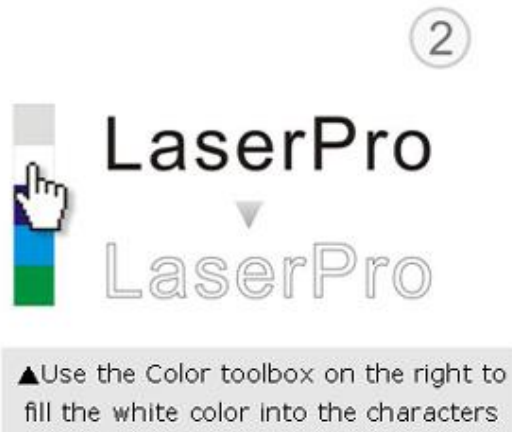 2
LaserPro
LaserPro
▲Use the Color toolbox on the right to
fill the white color into the characters